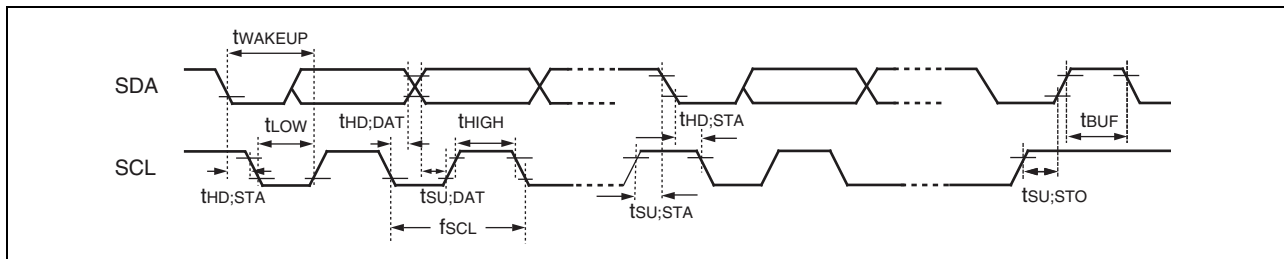 tWAKEUP
SDA
tLOW
tHD;DAT
tHIGH
tHD;STA
tBUF
SCL
tHD;STA
tSU;DAT
tSU;STA
tSU;STO
fSCL